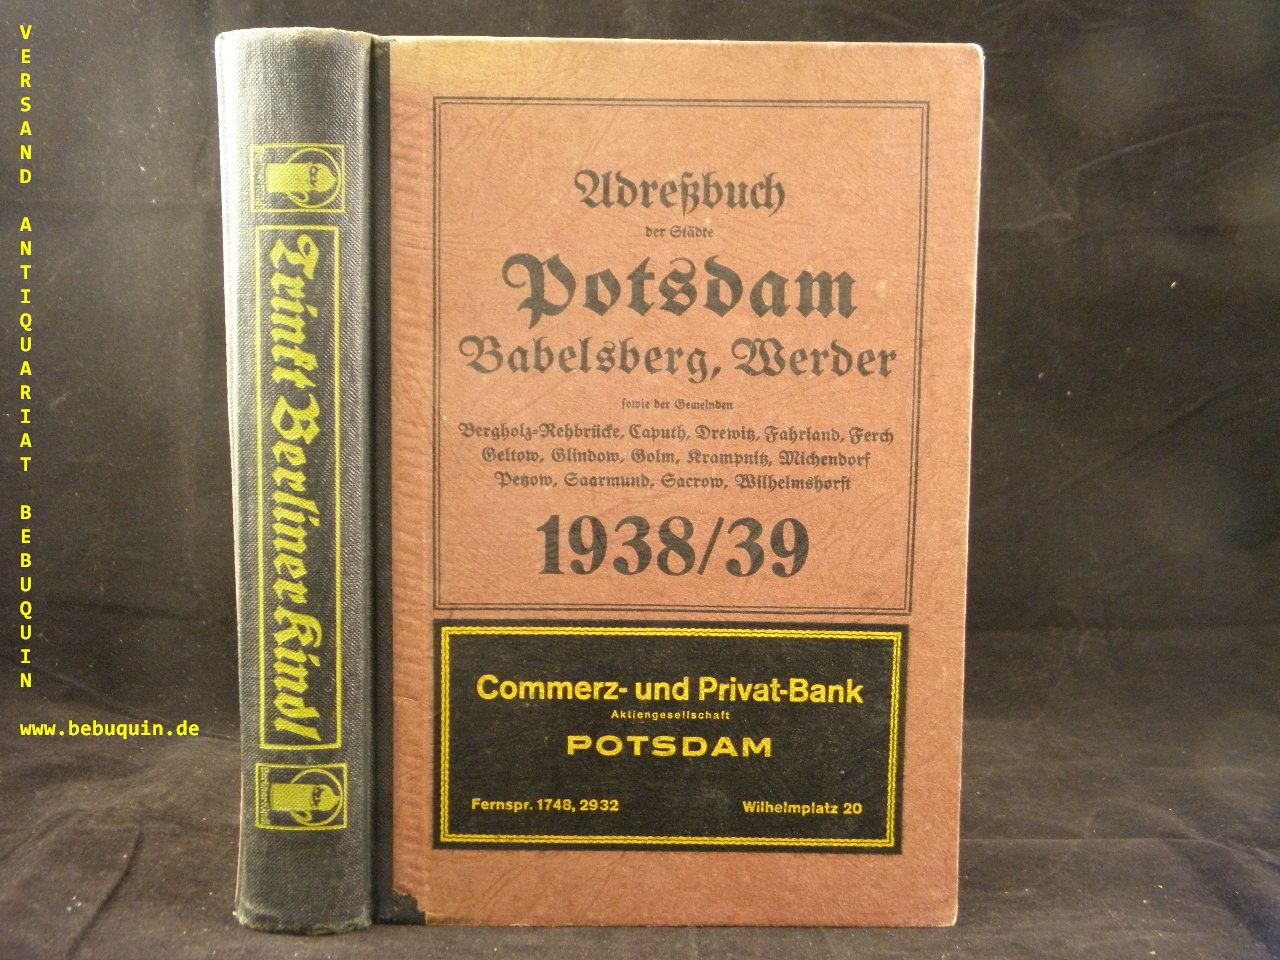 VERSAND ANTIQUARIAT BEBUQUIN
www.bebuquin.de
Trinkt Berliner Kindl
Adreßbuch
der Städte
Potsdam
Babelsberg, Werder
sowie der Gemeinden
Bergholz=Rehbrücke, Caputh, Drewitz, Fahrland, Ferch
Geltow, Glindow, Golm, Krampnitz, Michendorf
Petzow, Saarmund, Sacrow, Wilhelmshorst
1938/39
Commerz- und Privat-Bank
Aktiengesellschaft
POTSDAM
Fernspr. 1748, 2932
Wilhelmplatz 20